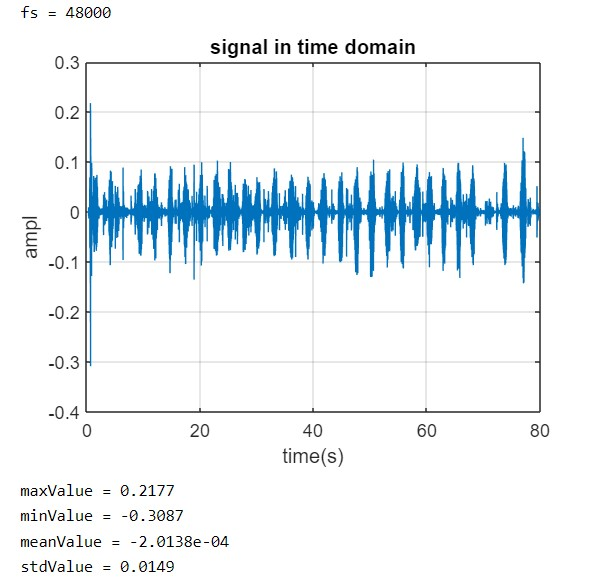 fs = 48000
signal in time domain
0.3
0.2
0.1
0
-0.1
-0.2
-0.3
-0.4
ampl
0 20 40 60 80
time(s)
maxValue = 0.2177
minValue = -0.3087
meanValue = -2.0138e-04
stdValue = 0.0149